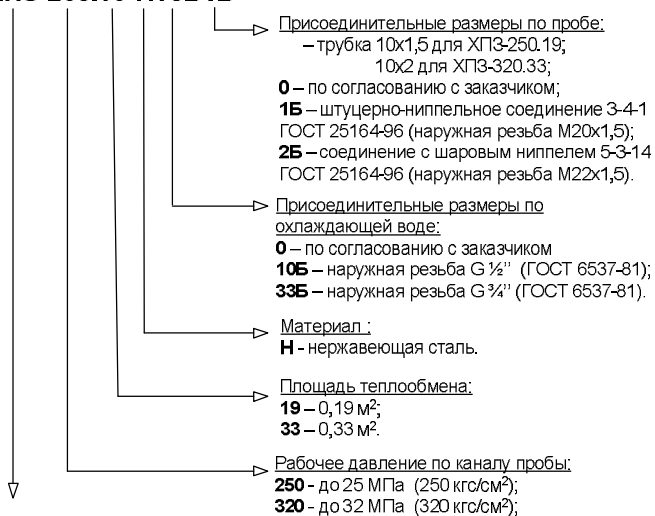 Присоединительные размеры по пробе:
– трубка 10х1,5 для ХПЗ-250.19;
10х2 для ХПЗ-320.33;
0 – по согласованию с заказчиком;
1Б – штуцерно-ниппельное соединение 3-4-1
ГОСТ 25164-96 (наружная резьба М20х1,5);
2Б – соединение с шаровым ниппелем 5-3-14
ГОСТ 25164-96 (наружная резьба М22х1,5).
Присоединительные размеры по
охлаждающей воде:
0 – по согласованию с заказчиком
10Б – наружная резьба G ½” (ГОСТ 6537-81);
33Б – наружная резьба G ¾” (ГОСТ 6537-81).
Материал :
Н - нержавеющая сталь.
Площадь теплообмена:
19 – 0,19 м²;
33 – 0,33 м².
Рабочее давление по каналу пробы:
250 - до 25 МПа (250 кгс/см²);
320 - до 32 МПа (320 кгс/см²);